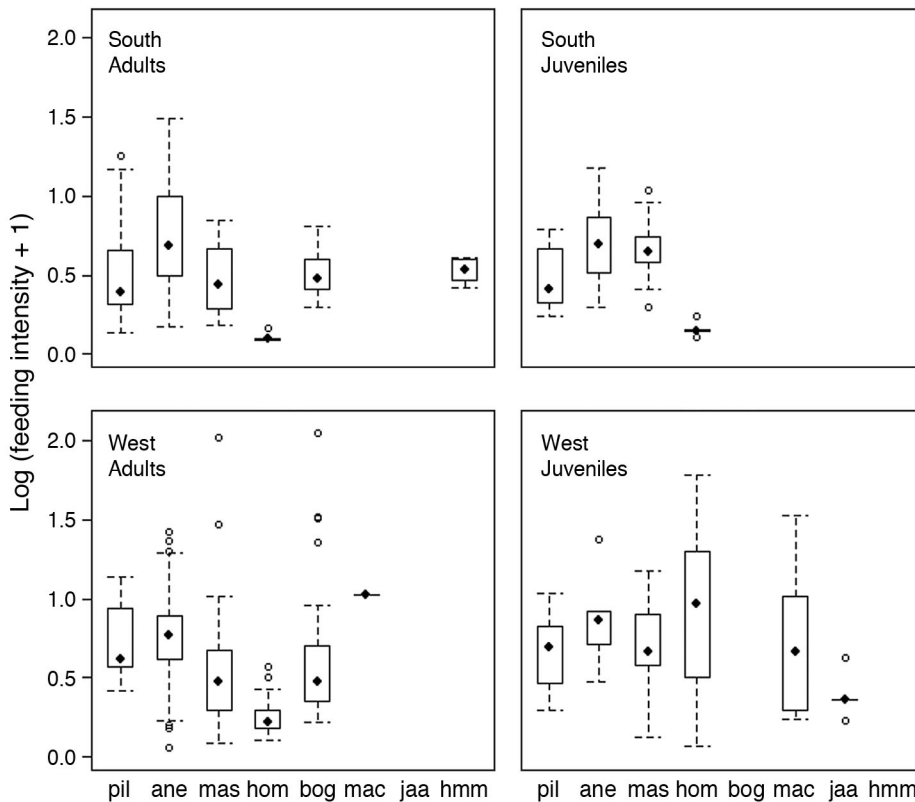 South
Adults
South
Juveniles
2.0
1.5
1.0
0.5
0.0
Log (feeding intensity + 1)
West
Adults
West
Juveniles
2.0
1.5
1.0
0.5
0.0
pil ane mas hom bog mac jaa hmm
pil ane mas hom bog mac jaa hmm